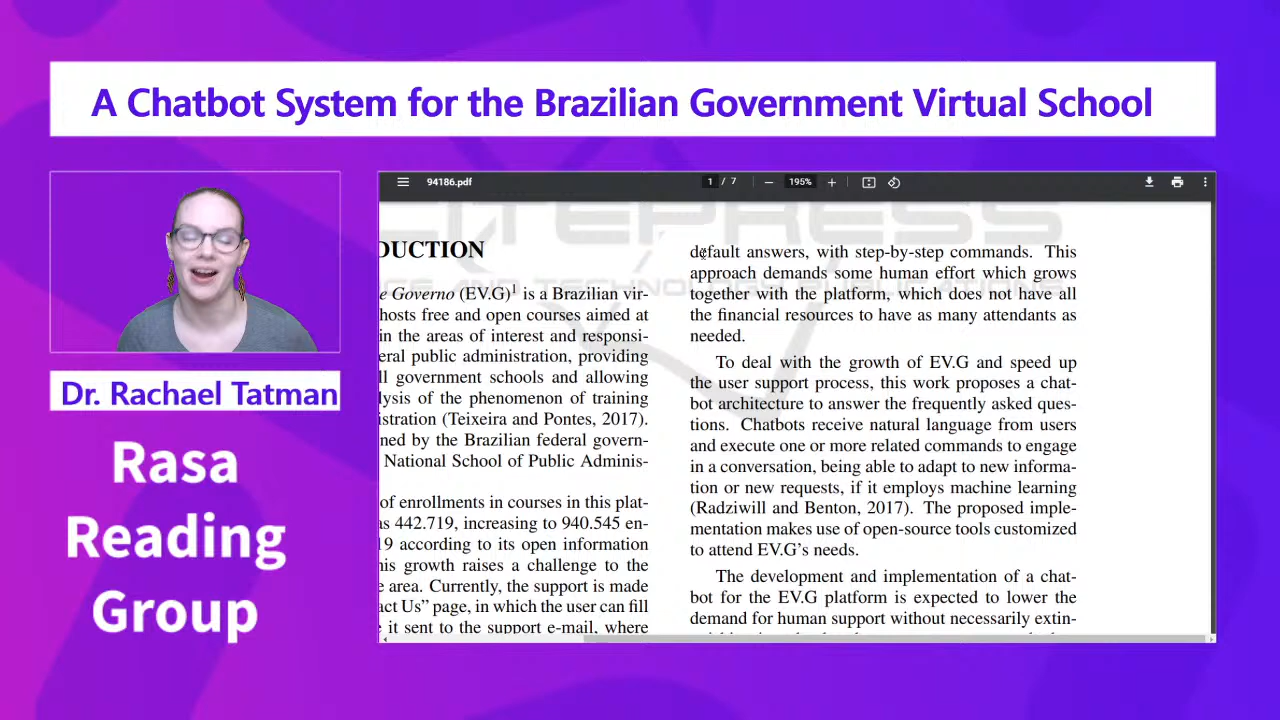 A Chatbot System for the Brazilian Government Virtual School
Dr. Rachael Tatman
Rasa
Reading
Group
94186.pdf
1 / 7
195%
DUCTION
e Governo (EV.G)1 is a Brazilian vir-
hosts free and open courses aimed at
in the areas of interest and responsi-
eral public administration, providing
ll government schools and allowing
lysis of the phenomenon of training
istration (Teixeira and Pontes, 2017).
ned by the Brazilian federal govern-
National School of Public Adminis-
of enrollments in courses in this plat-
as 442.719, increasing to 940.545 en-
19 according to its open information
his growth raises a challenge to the
e area. Currently, the support is made
act Us” page, in which the user can fill
it sent to the support e-mail, where
default answers, with step-by-step commands. This
approach demands some human effort which grows
together with the platform, which does not have all
the financial resources to have as many attendants as
needed.
To deal with the growth of EV.G and speed up
the user support process, this work proposes a chat-
bot architecture to answer the frequently asked ques-
tions. Chatbots receive natural language from users
and execute one or more related commands to engage
in a conversation, being able to adapt to new informa-
tion or new requests, if it employs machine learning
(Radziwill and Benton, 2017). The proposed imple-
mentation makes use of open-source tools customized
to attend EV.G’s needs.
The development and implementation of a chat-
bot for the EV.G platform is expected to lower the
demand for human support without necessarily extin-
CITEPRESS
CE AND TECHNOLOGY PUBLICATIONS